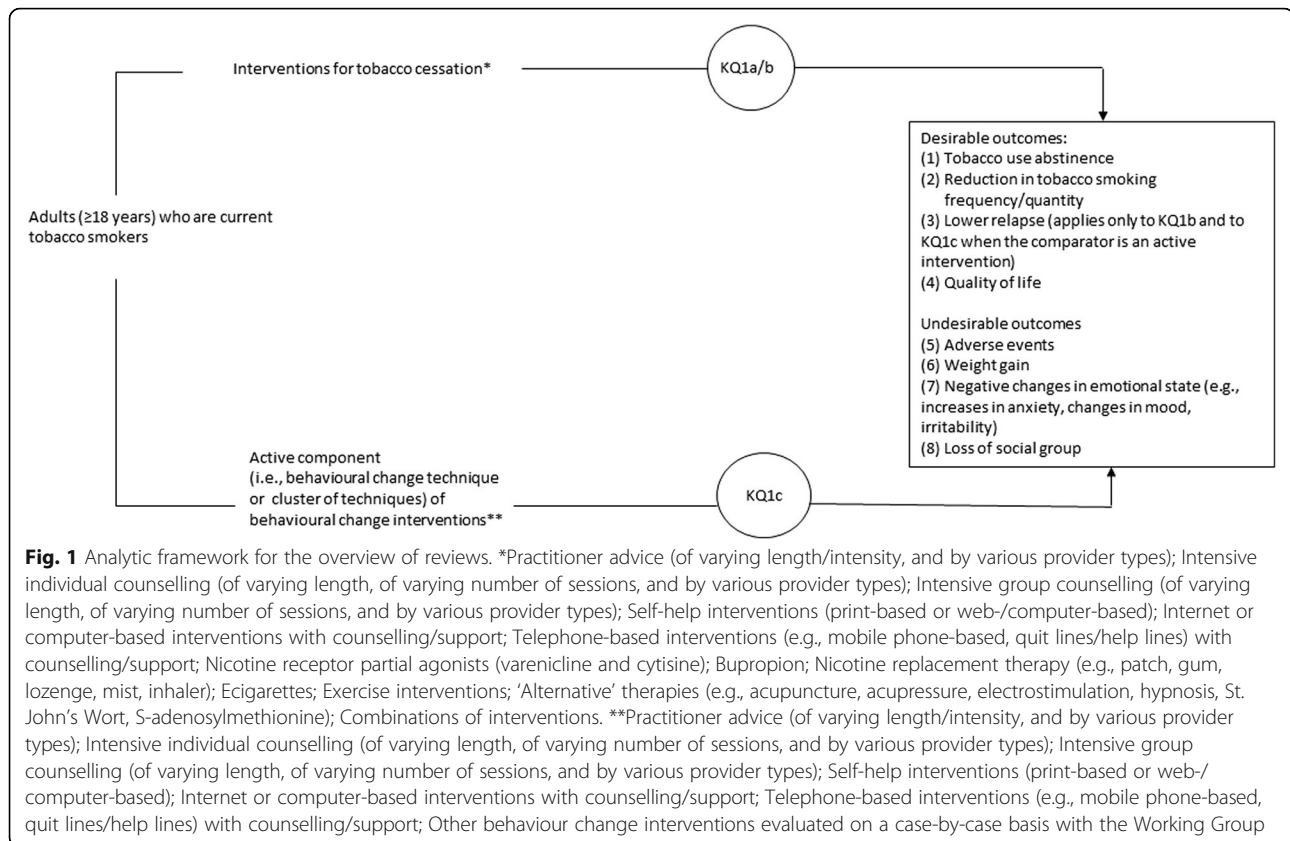 Interventions for tobacco cessation*
KQ1a/b
Desirable outcomes:
(1) Tobacco use abstinence
(2) Reduction in tobacco smoking
frequency/quantity
(3) Lower relapse (applies only to KQ1b and to
KQ1c when the comparator is an active
intervention)
(4) Quality of life
Undesirable outcomes
(5) Adverse events
(6) Weight gain
(7) Negative changes in emotional state (e.g.,
increases in anxiety, changes in mood,
irritability)
(8) Loss of social group
Adults (≥18 years) who are current
tobacco smokers
Active component
(i.e., behavioural change technique
or cluster of techniques) of
behavioural change interventions**
KQ1c
Fig. 1 Analytic framework for the overview of reviews. *Practitioner advice (of varying length/intensity, and by various provider types); Intensive
individual counselling (of varying length, of varying number of sessions, and by various provider types); Intensive group counselling (of varying
length, of varying number of sessions, and by various provider types); Self-help interventions (print-based or web-/computer-based); Internet or
computer-based interventions with counselling/support; Telephone-based interventions (e.g., mobile phone-based, quit lines/help lines) with
counselling/support; Nicotine receptor partial agonists (varenicline and cytisine); Bupropion; Nicotine replacement therapy (e.g., patch, gum,
lozenge, mist, inhaler); Ecigarettes; Exercise interventions; ‘Alternative’ therapies (e.g., acupuncture, acupressure, electrostimulation, hypnosis, St.
John’s Wort, S-adenosylmethionine); Combinations of interventions. **Practitioner advice (of varying length/intensity, and by various provider
types); Intensive individual counselling (of varying length, of varying number of sessions, and by various provider types); Intensive group
counselling (of varying length, of varying number of sessions, and by various provider types); Self-help interventions (print-based or web-/
computer-based); Internet or computer-based interventions with counselling/support; Telephone-based interventions (e.g., mobile phone-based,
quit lines/help lines) with counselling/support; Other behaviour change interventions evaluated on a case-by-case basis with the Working Group